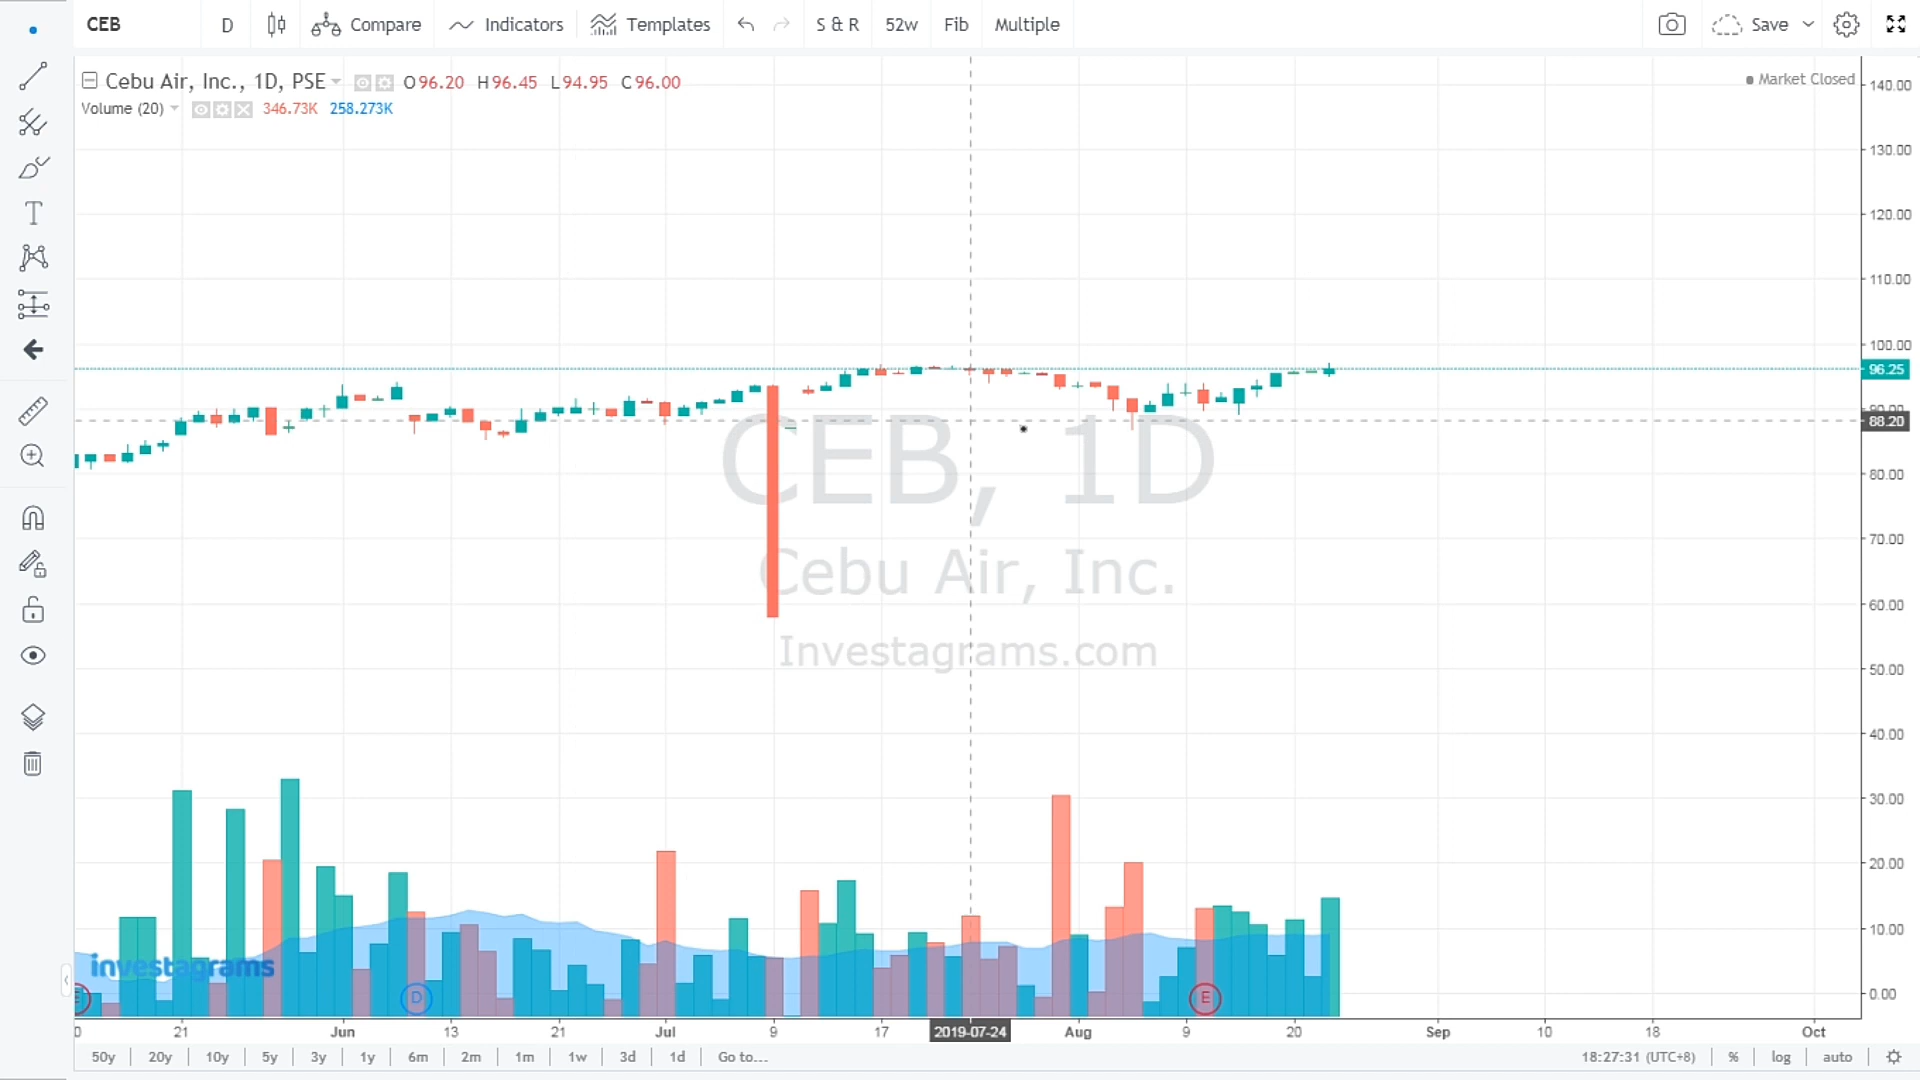 CEB D Compare Indicators Templates S & R 52w Fib Multiple Save
Cebu Air, Inc., 1D, PSE O96.20 H96.45 L94.95 C96.00
Market Closed
Volume (20) 346.73K 258.273K
140.00
130.00
120.00
110.00
100.00
96.25
90.00
88.20
80.00
70.00
60.00
50.00
40.00
30.00
20.00
10.00
0.00
CEB, 1D
Cebu Air, Inc.
Investagrams.com
investagrams
E D E
0 21 Jun 13 21 Jul 9 17 2019-07-24 Aug 9 20 Sep 10 18 Oct
50y 20y 10y 5y 3y 1y 6m 2m 1m 1w 3d 1d Go to... 18:27:31 (UTC+8) % log auto